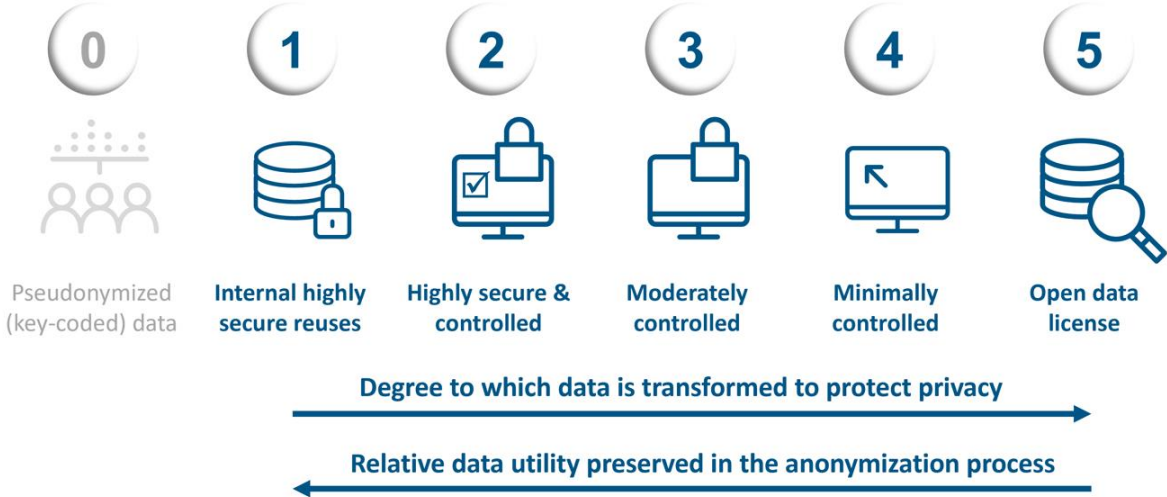 0 1 2 3 4 5
Pseudonymized
(key-coded) data
Internal highly
secure reuses
Highly secure &
controlled
Moderately
controlled
Minimally
controlled
Open data
license
Degree to which data is transformed to protect privacy
Relative data utility preserved in the anonymization process